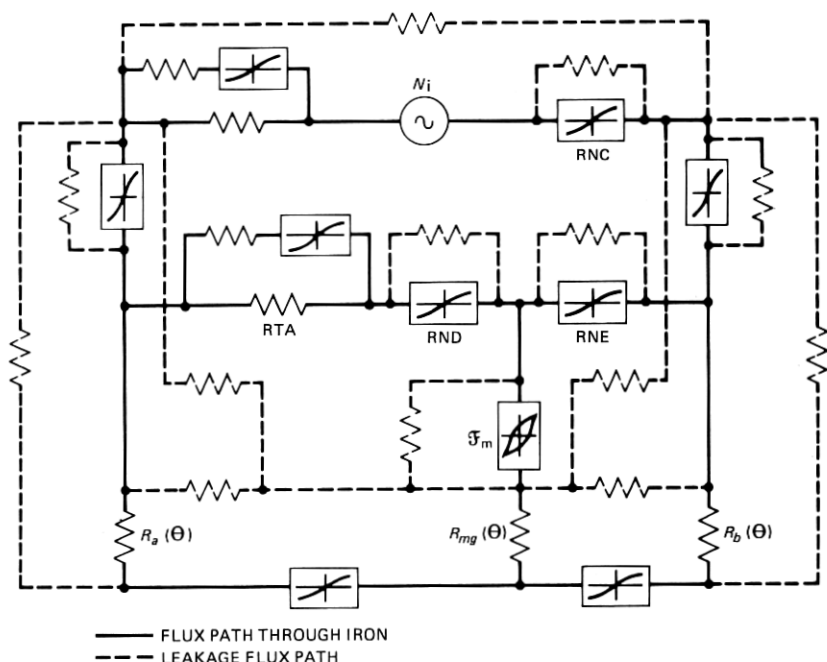 Ni
RNC
RTA
RND
RNE
ℱm
Ra (Θ)
Rmg (Θ)
Rb (Θ)
FLUX PATH THROUGH IRON
LEAKAGE FLUX PATH